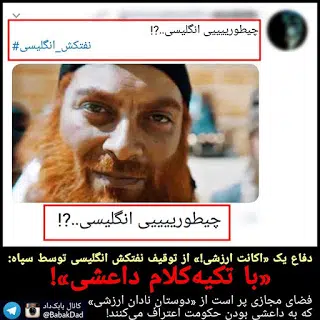 چیطورییییی انگلیسی..؟!
#نفتکش_انگلیسی
چیطورییییی انگلیسی..؟!
دفاع یک «اکانت ارزشی!» از توقیف نفتکش انگلیسی توسط سپاه:
«با تکیه‌کلام داعشی»!
فضای مجازی پر است از «دوستان نادان ارزشی»
که به داعشی بودن حکومت اعتراف می‌کنند!
کانال بابک‌داد
@BabakDad